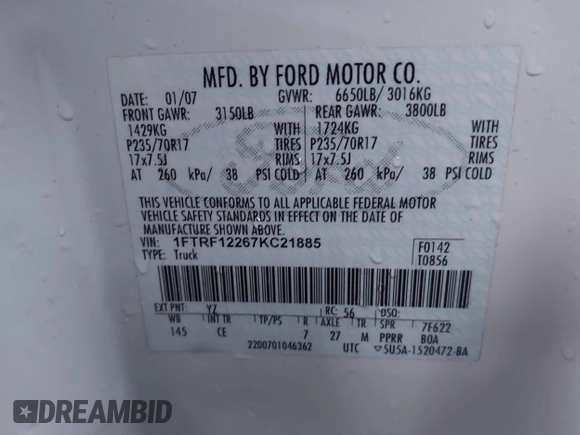 MFD. BY FORD MOTOR CO.
DATE: 01/07 GVWR: 6650LB/ 3016KG
FRONT GAWR: 3150LB REAR GAWR: 3800LB
1429KG WITH 1724KG WITH
P235/70R17 TIRES P235/70R17 TIRES
17x7.5J RIMS 17x7.5J RIMS
AT 260 kPa/ 38 PSI COLD AT 260 kPa/ 38 PSI COLD
THIS VEHICLE CONFORMS TO ALL APPLICABLE FEDERAL MOTOR
VEHICLE SAFETY STANDARDS IN EFFECT ON THE DATE OF
MANUFACTURE SHOWN ABOVE.
VIN: 1FTRF12267KC21885
TYPE: Truck
F0142
T0856
EXT PNT: YZ RC: 56 DSO:
WB INT TR TP/PS R AXLE TR SPR 7F622
145 CE 7 27 M PPRR BOA
2200701046362 UTC 5U5A-1520472-BA
Ford
DREAMBID